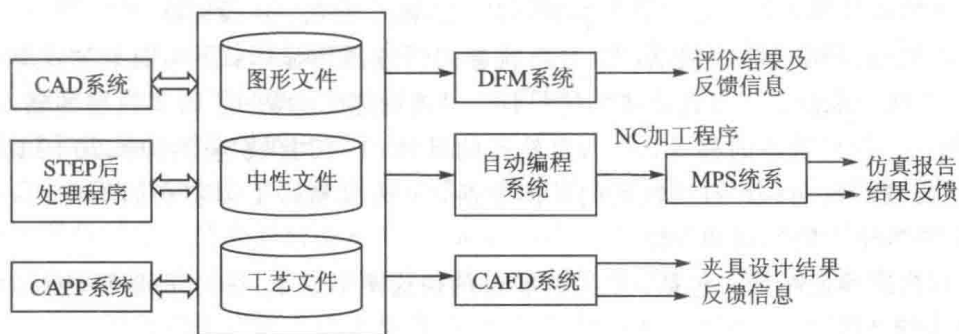 CAD系统
图形文件
DFM系统
评价结果及
反馈信息
STEP后
处理程序
中性文件
自动编程
系统
NC加工程序
MPS统系
仿真报告
结果反馈
CAPP系统
工艺文件
CAFD系统
夹具设计结果
反馈信息